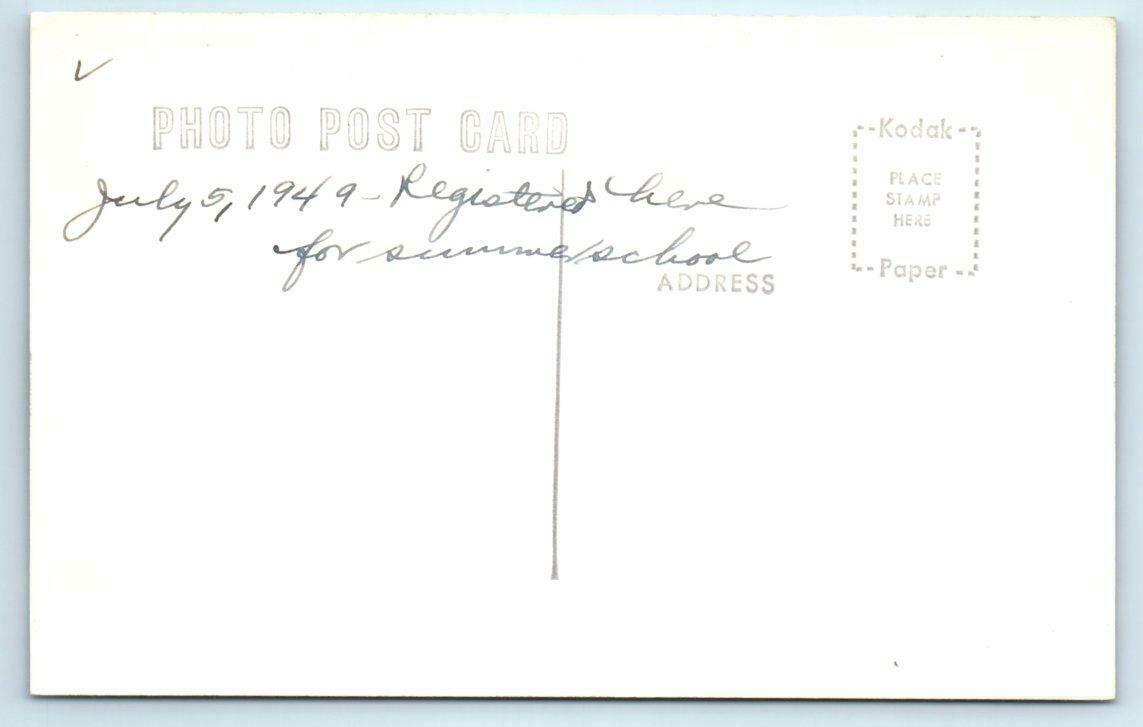 ✓
PHOTO POST CARD
Kodak
PLACE
STAMP
HERE
Paper
July 5, 1949 - Registered here
for summer school
ADDRESS